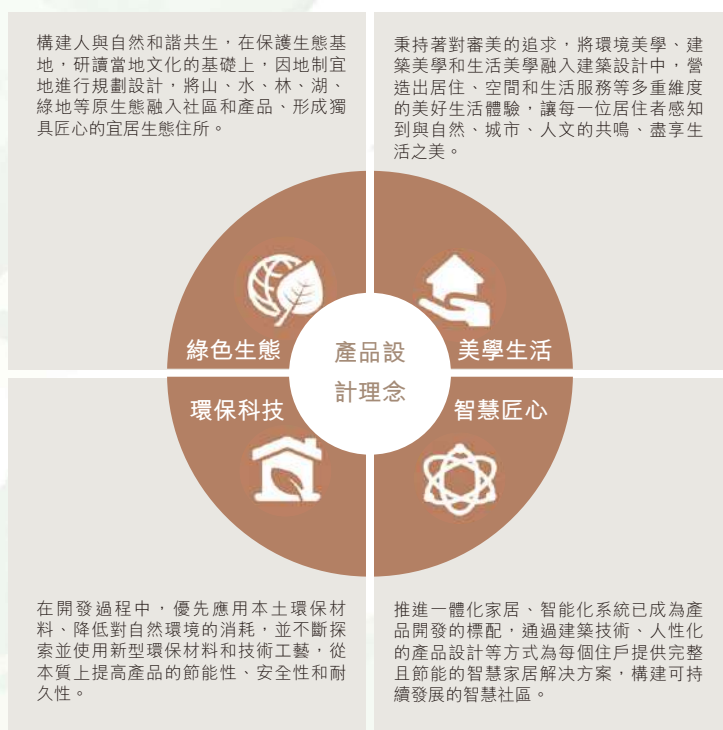 構建人與自然和諧共生，在保護生態基
地，研讀當地文化的基礎上，因地制宜
地進行規劃設計，將山、水、林、湖、
綠地等原生態融入社區和產品、形成獨
具匠心的宜居生態住所。
秉持著對審美的追求，將環境美學、建
築美學和生活美學融入建築設計中，營
造出居住、空間和生活服務等多重維度
的美好生活體驗，讓每一位居住者感知
到與自然、城市、人文的共鳴、盡享生
活之美。
綠色生態
美學生活
產品設
計理念
環保科技
智慧匠心
在開發過程中，優先應用本土環保材
料、降低對自然環境的消耗，並不斷探
索並使用新型環保材料和技術工藝，從
本質上提高產品的節能性、安全性和耐
久性。
推進一體化家居、智能化系統已成為產
品開發的標配，通過建築技術、人性化
的產品設計等方式為每個住戶提供完整
且節能的智慧家居解決方案，構建可持
續發展的智慧社區。